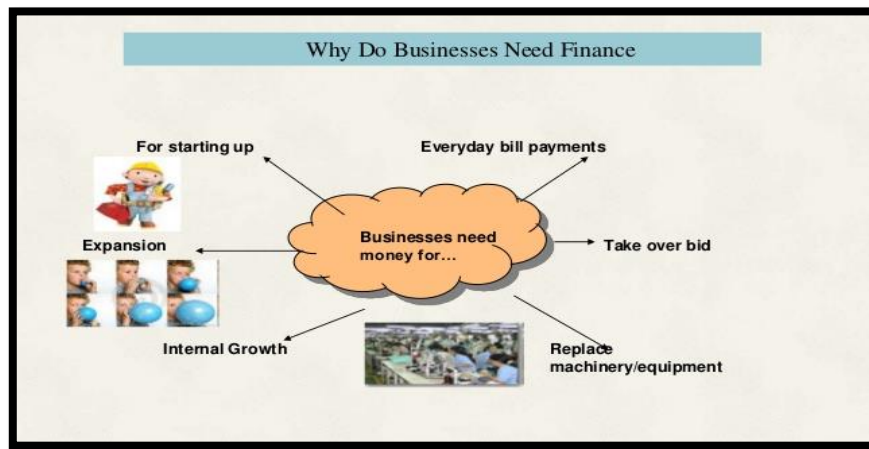 Why Do Businesses Need Finance
For starting up
Everyday bill payments
Businesses need
money for...
Expansion
Take over bid
Internal Growth
Replace
machinery/equipment